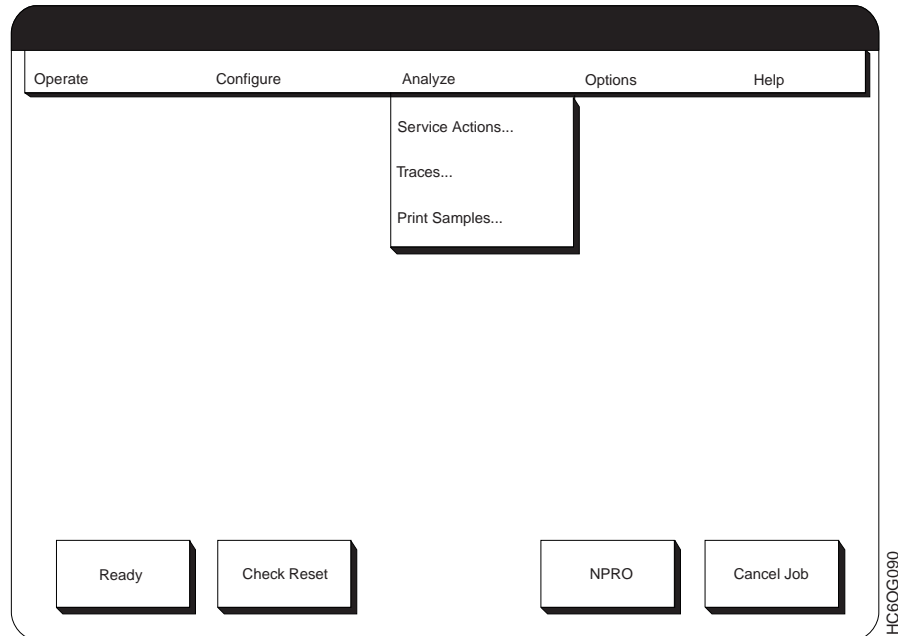 Operate Configure Analyze Options Help
Service Actions...
Traces...
Print Samples...
Ready Check Reset NPRO Cancel Job
HC6OG090